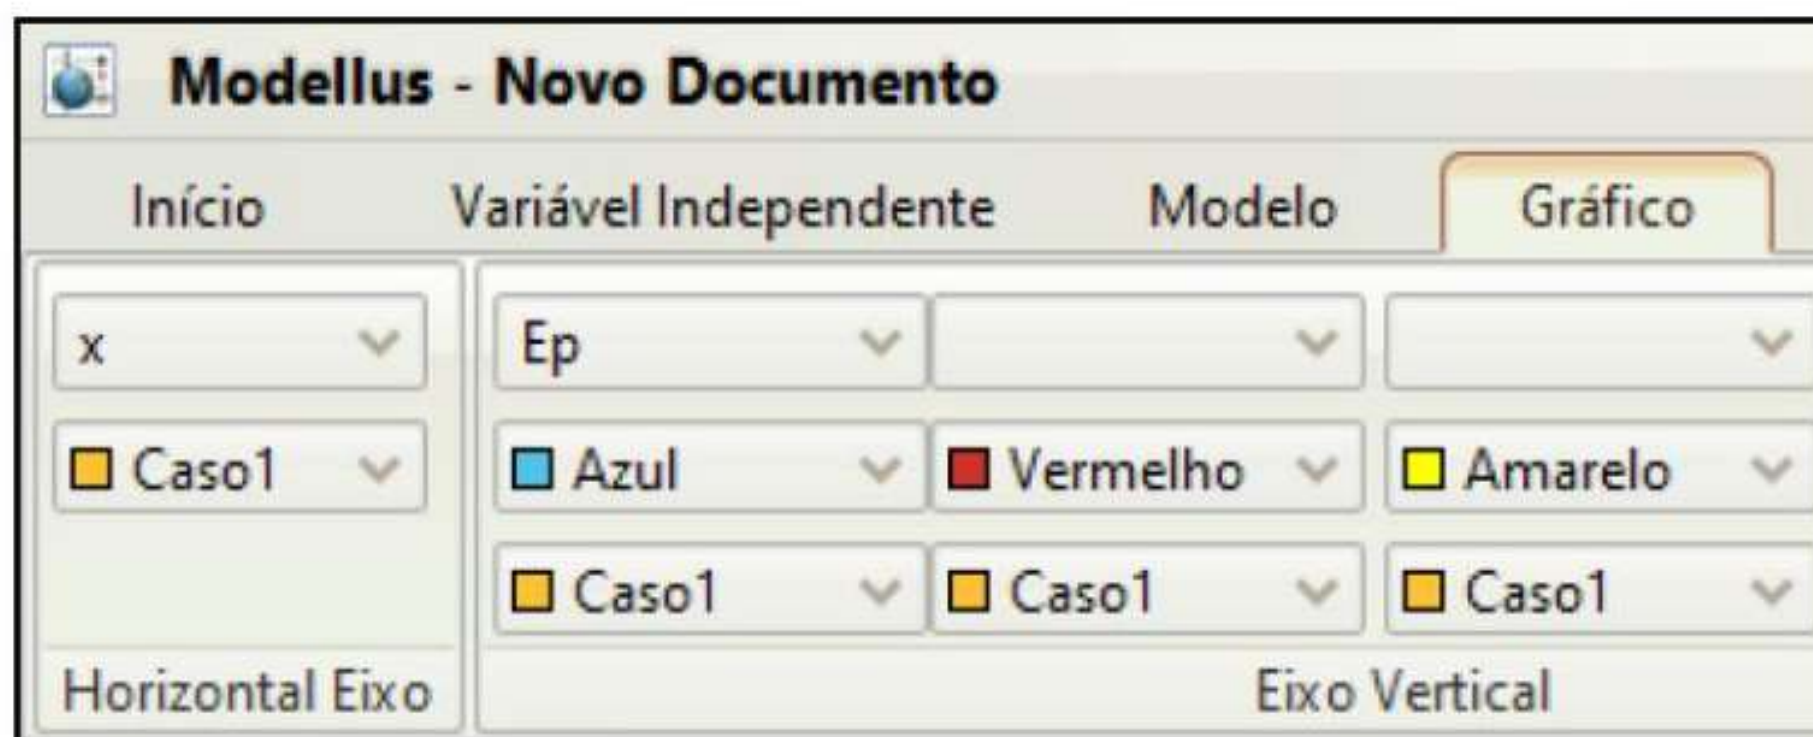 Modellus - Novo Documento
Início Variável Independente Modelo Gráfico
x Ep
Caso1 Azul Vermelho Amarelo
Caso1 Caso1 Caso1
Horizontal Eixo Eixo Vertical